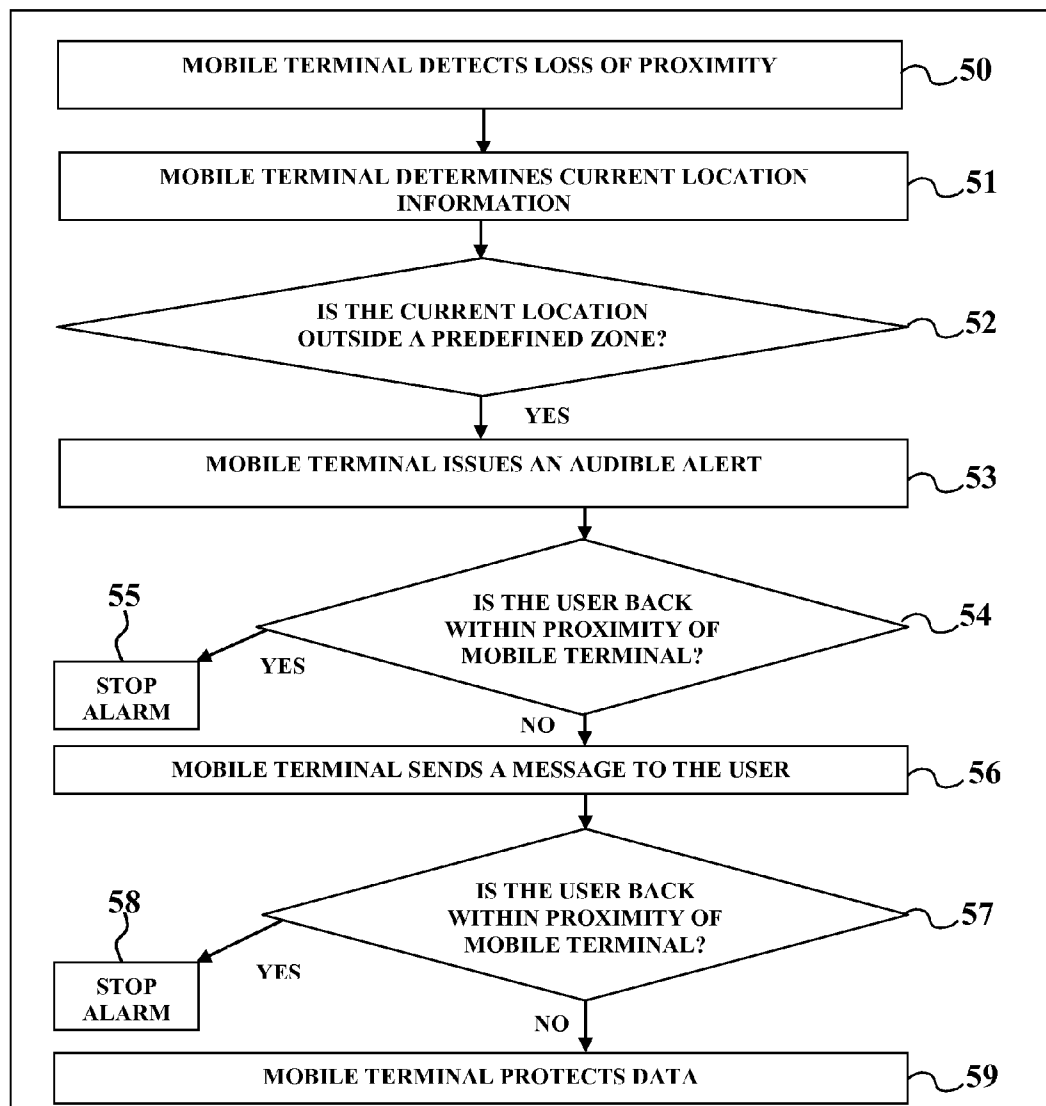 MOBILE TERMINAL DETECTS LOSS OF PROXIMITY
50
MOBILE TERMINAL DETERMINES CURRENT LOCATION
INFORMATION
51
IS THE CURRENT LOCATION
OUTSIDE A PREDEFINED ZONE?
52
YES
MOBILE TERMINAL ISSUES AN AUDIBLE ALERT
53
IS THE USER BACK
WITHIN PROXIMITY OF
MOBILE TERMINAL?
54
55
YES
STOP
ALARM
NO
MOBILE TERMINAL SENDS A MESSAGE TO THE USER
56
IS THE USER BACK
WITHIN PROXIMITY OF
MOBILE TERMINAL?
57
58
YES
STOP
ALARM
NO
MOBILE TERMINAL PROTECTS DATA
59